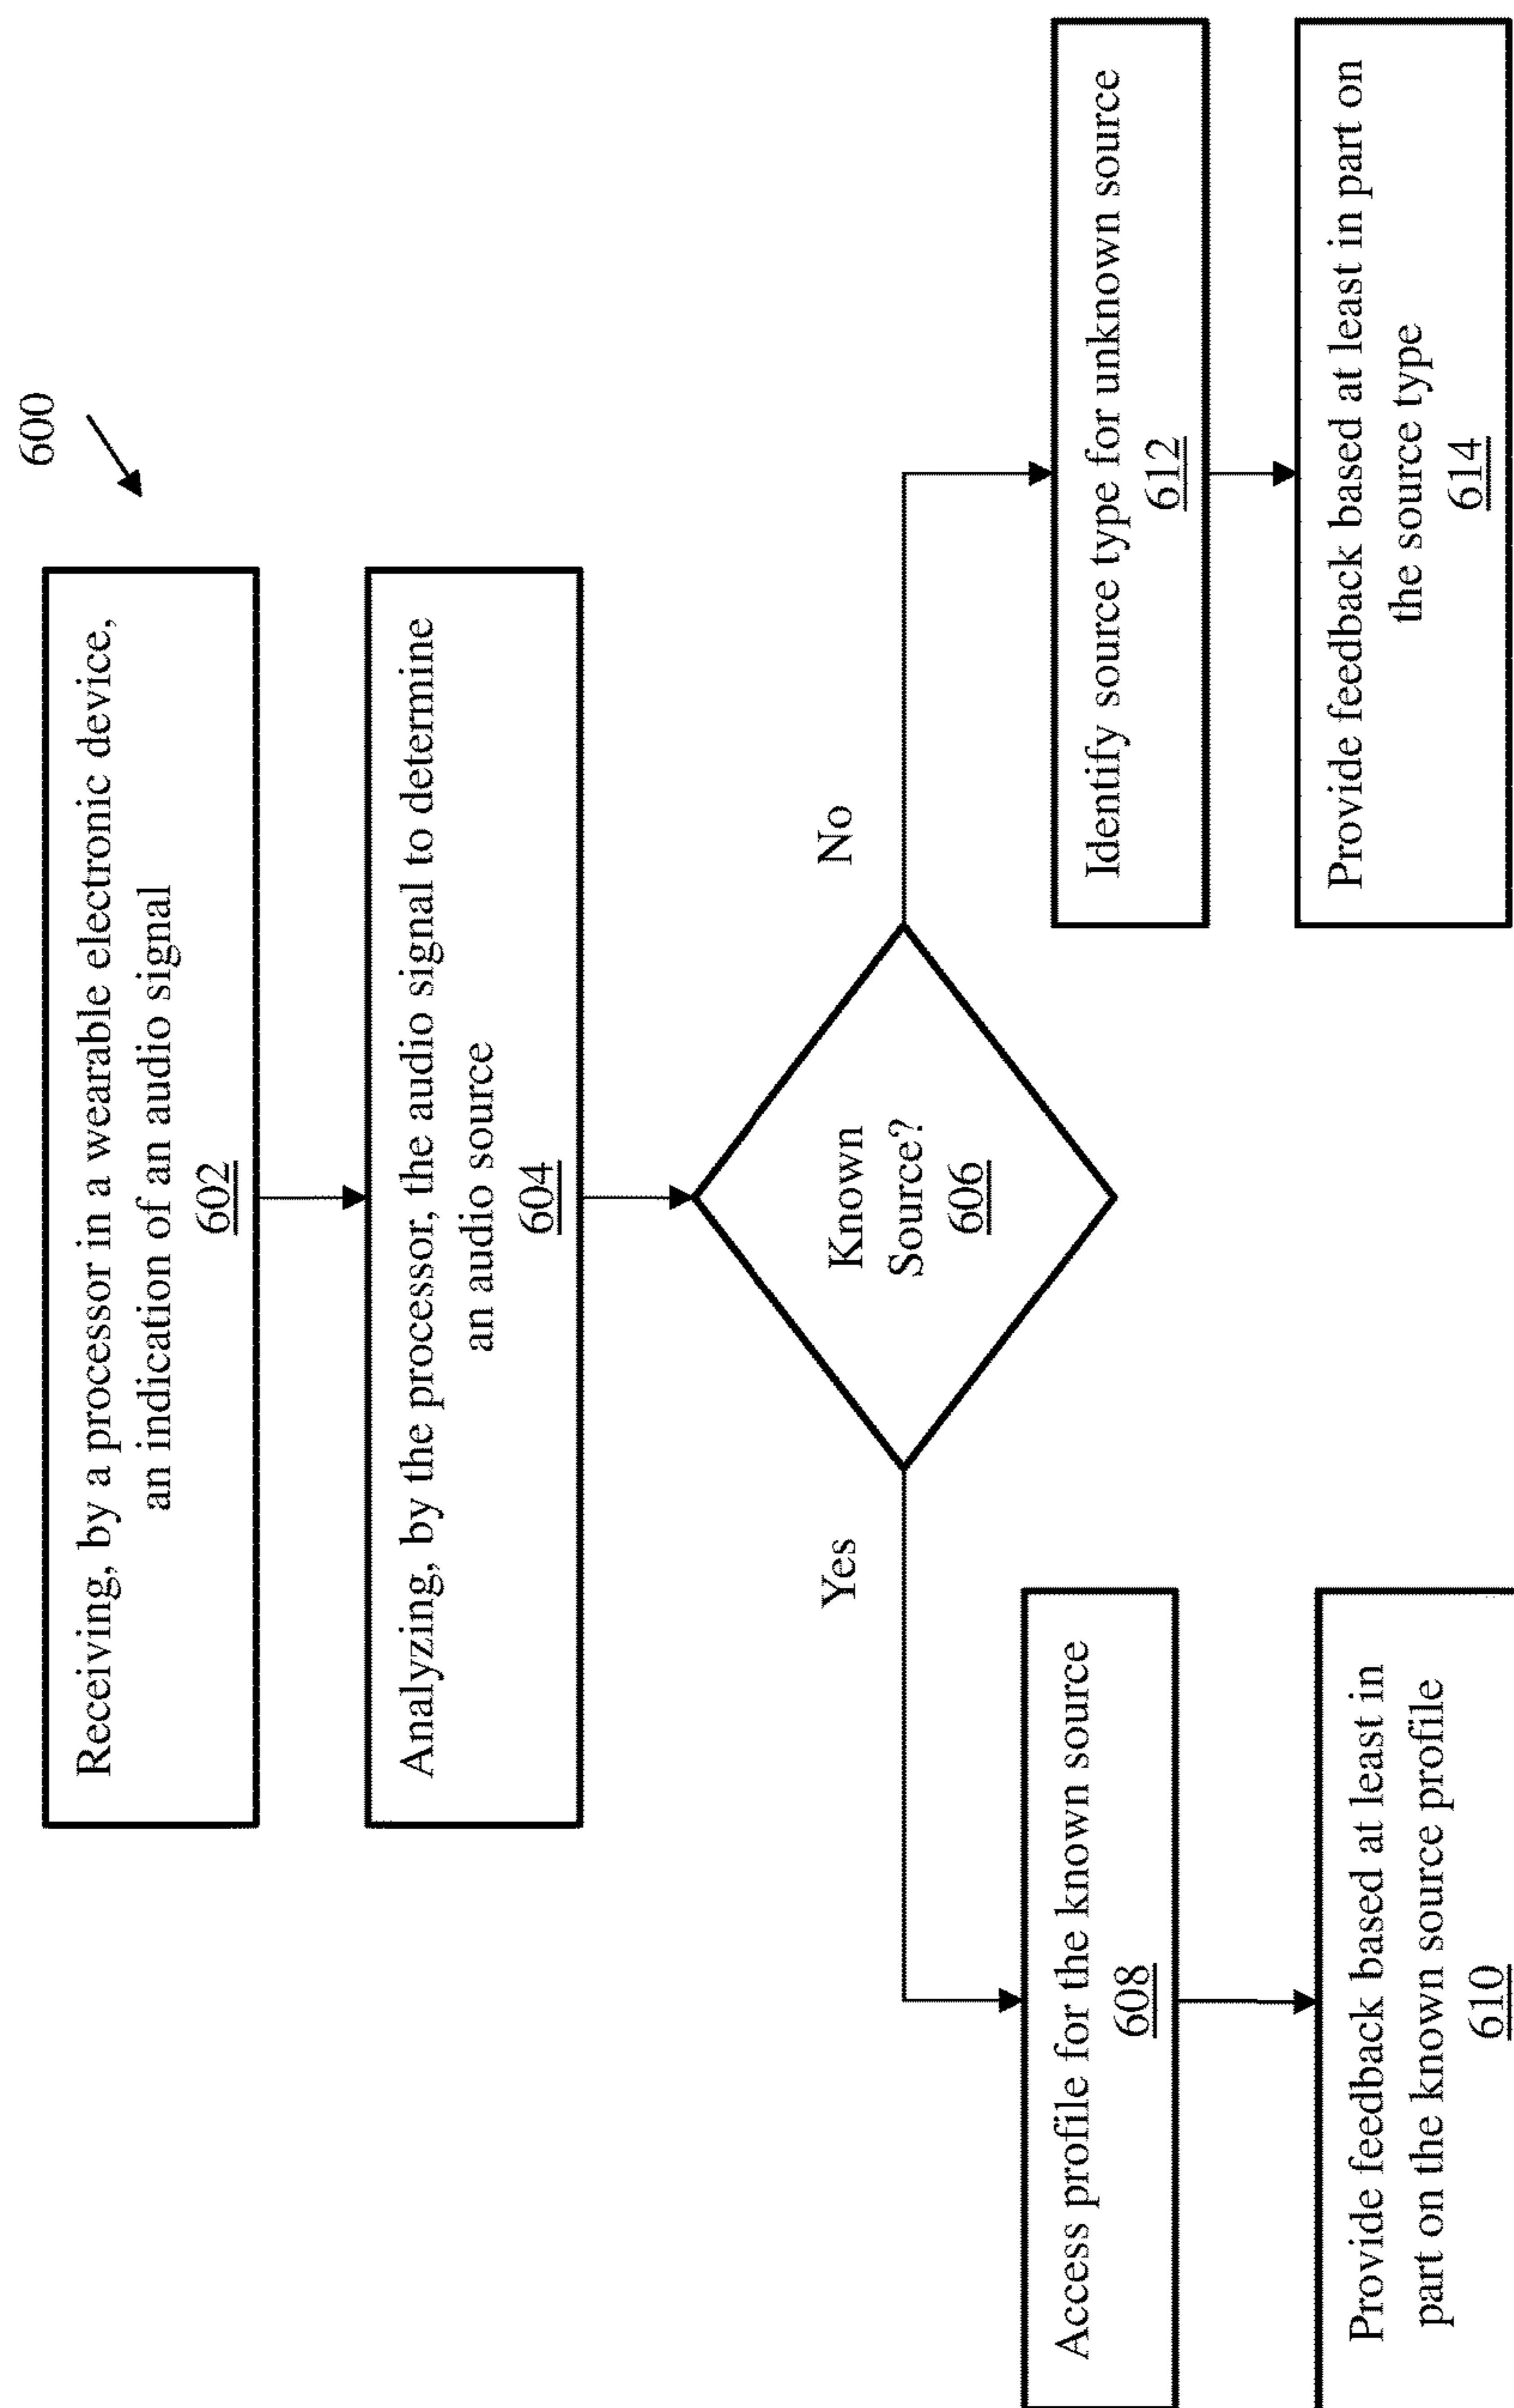 600
Receiving, by a processor in a wearable electronic device,
an indication of an audio signal
602
Analyzing, by the processor, the audio signal to determine
an audio source
604
Known
Source?
606
Yes
No
Access profile for the known source
608
Provide feedback based at least in
part on the known source profile
610
Identify source type for unknown source
612
Provide feedback based at least in part on
the source type
614